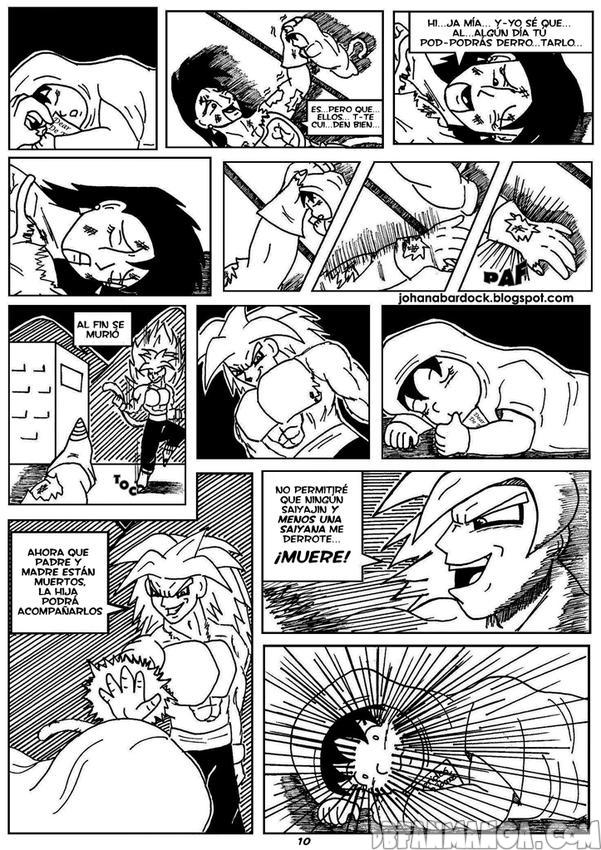 ES...PERO QUE...
ELLOS... T-TE
CUI...DEN BIEN...
HI...JA MÍA... Y-YO SÉ QUE...
AL...ALGÚN DÍA TÚ
POD-PODRÁS DERRO...TARLO...
PAF
johanabardock.blogspot.com
AL FIN SE
MURIÓ
TOC
AHORA QUE
PADRE Y
MADRE ESTÁN
MUERTOS,
LA HIJA
PODRÁ
ACOMPAÑARLOS
NO PERMITIRÉ
QUE NINGÚN
SAIYAJIN Y
MENOS UNA
SAIYANA
ME
DERROTE...
¡MUERE!
10
DBFANMANGA.COM